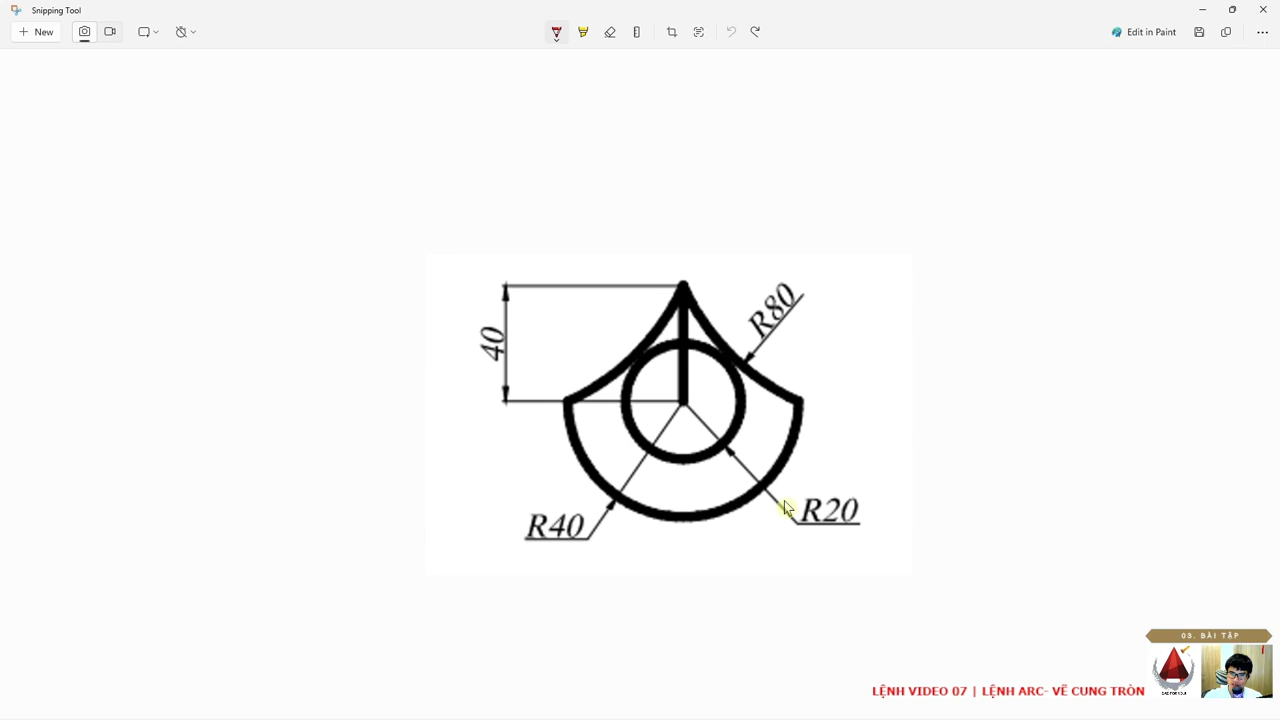 Snipping Tool
New
Edit in Paint
40
R80
R40
R20
03. BÀI TẬP
LỆNH VIDEO 07 | LỆNH ARC- VẼ CUNG TRÒN